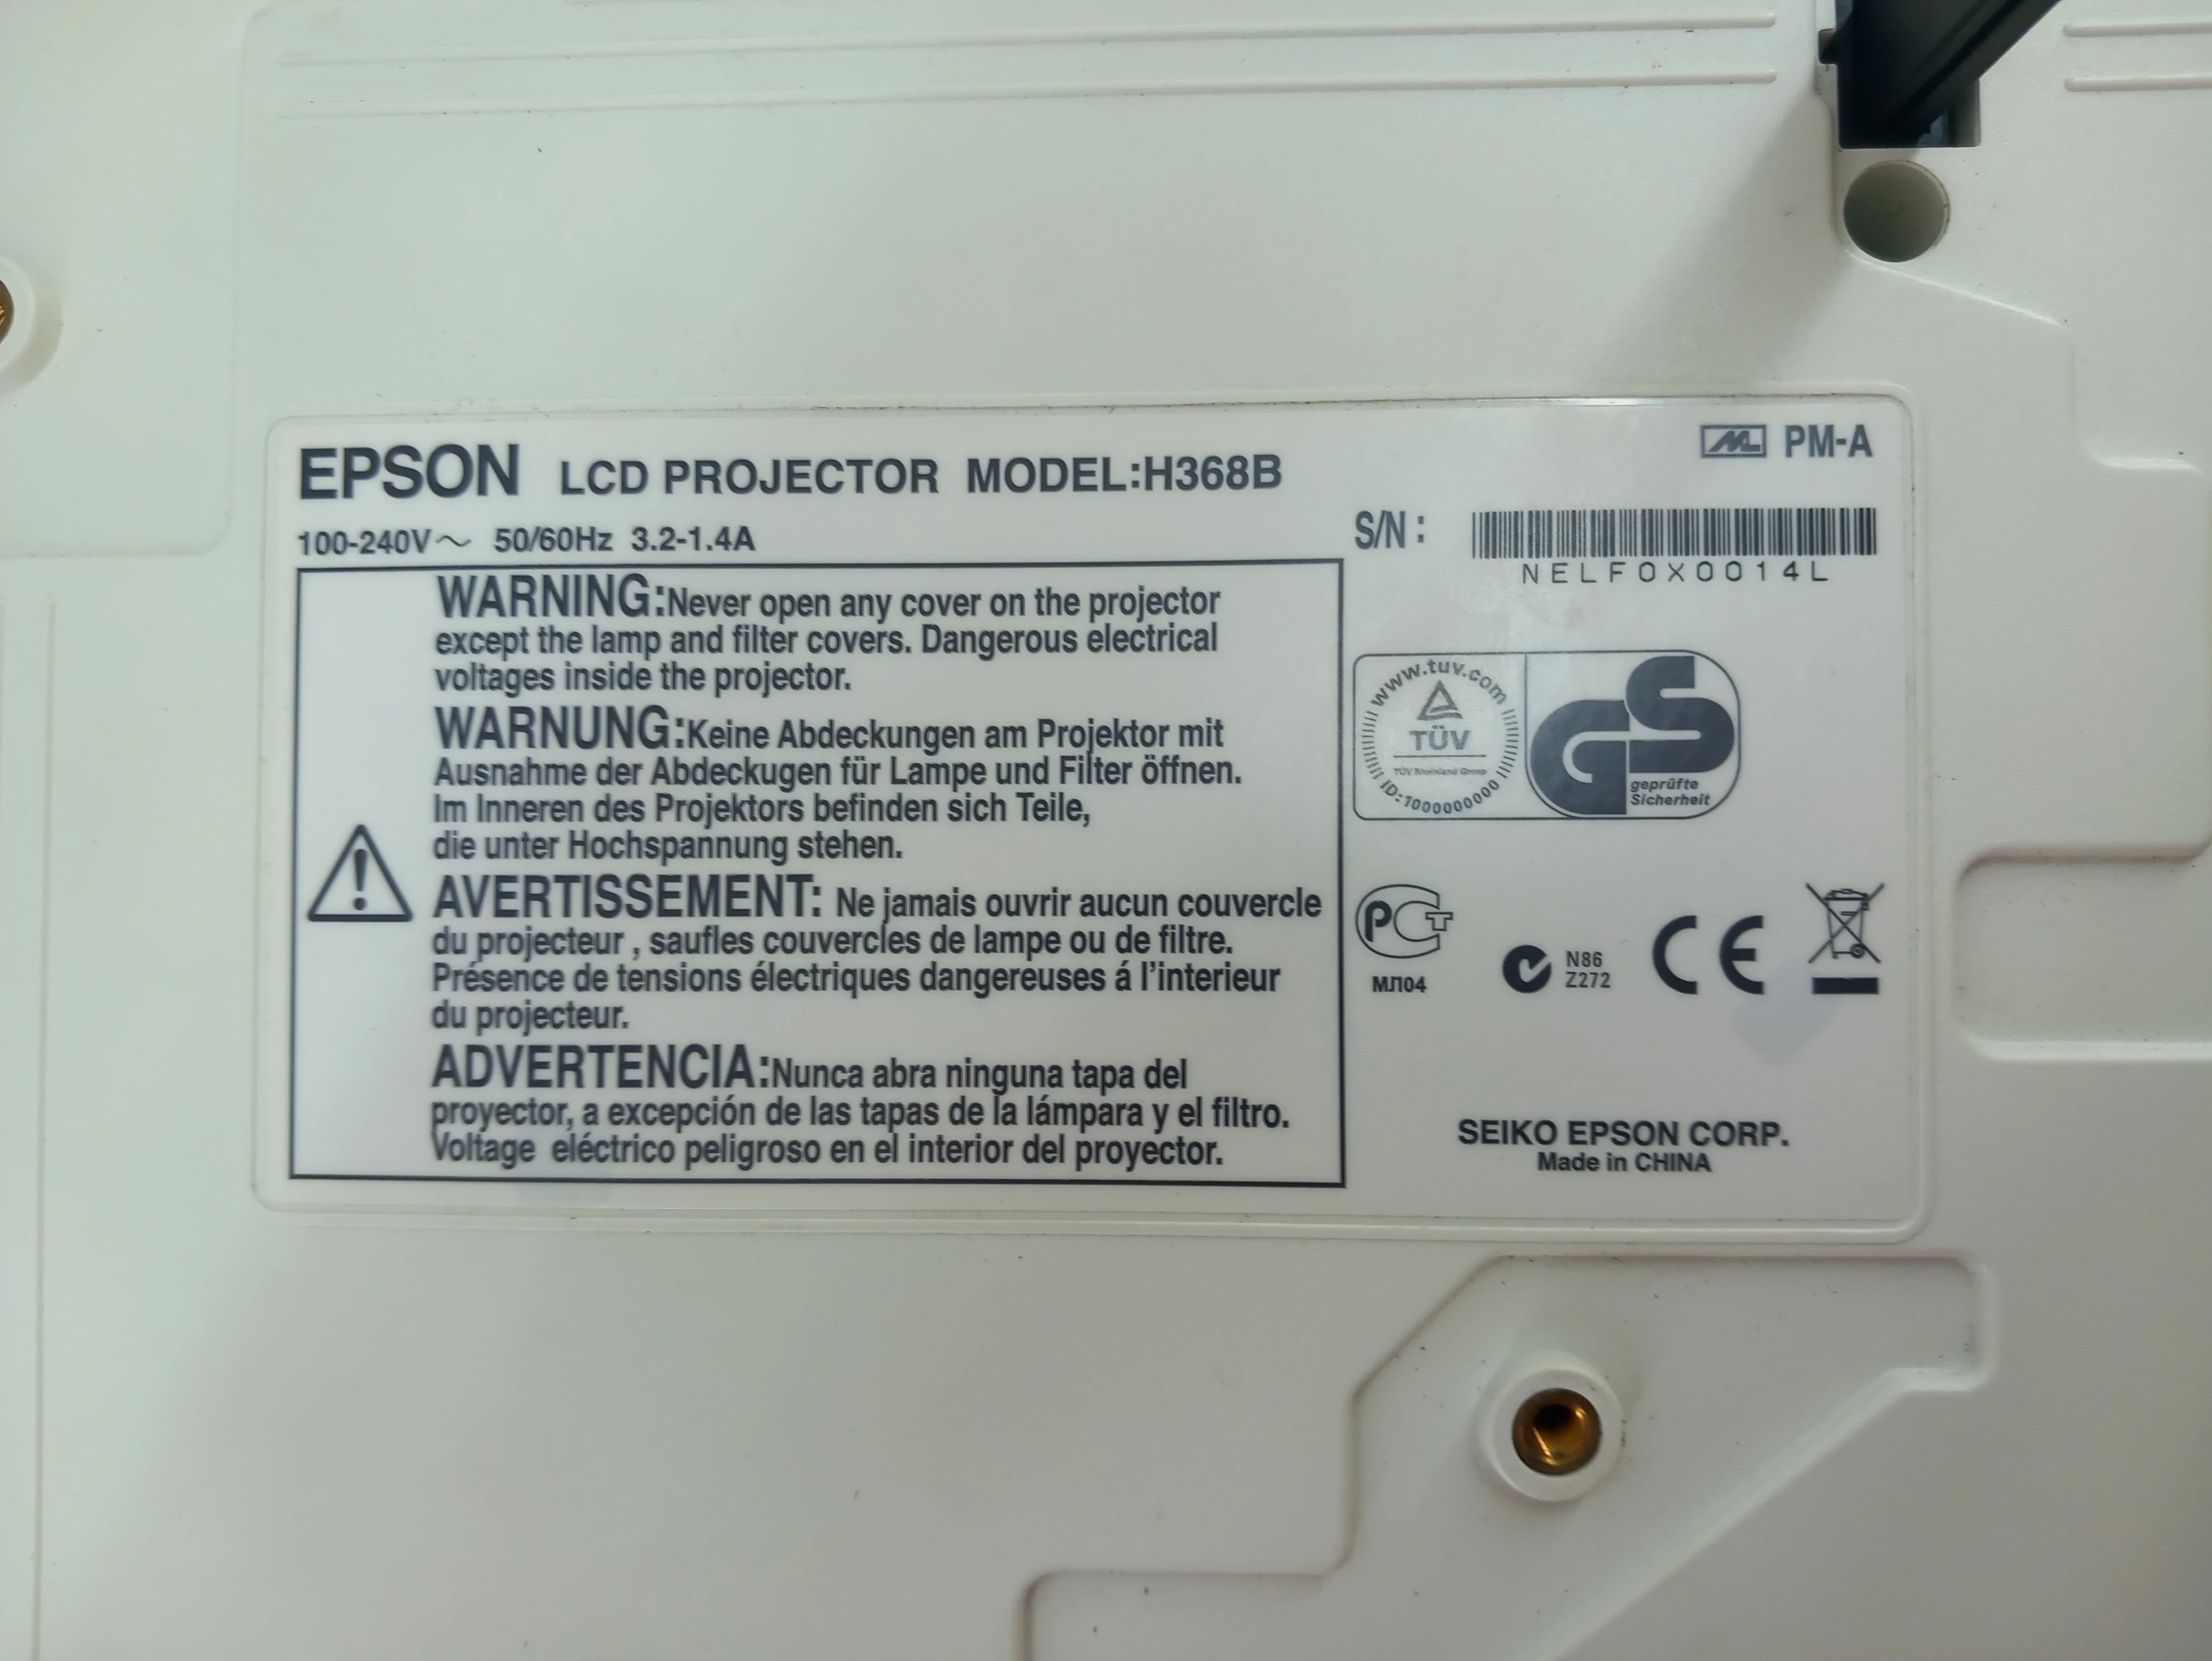 EPSON LCD PROJECTOR MODEL:H368B
PM-A
100-240V～ 50/60Hz 3.2-1.4A
S/N :
NELF0X0014L
WARNING:Never open any cover on the projector
except the lamp and filter covers. Dangerous electrical
voltages inside the projector.
WARNUNG:Keine Abdeckungen am Projektor mit
Ausnahme der Abdeckugen für Lampe und Filter öffnen.
Im Inneren des Projektors befinden sich Teile,
die unter Hochspannung stehen.
AVERTISSEMENT: Ne jamais ouvrir aucun couvercle
du projecteur , saufles couvercles de lampe ou de filtre.
Présence de tensions électriques dangereuses á l'interieur
du projecteur.
ADVERTENCIA:Nunca abra ninguna tapa del
proyector, a excepción de las tapas de la lámpara y el filtro.
Voltage eléctrico peligroso en el interior del proyector.
www.tuv.com
TÜV
TÜV Rheinland Group
ID:1000000000
GS
geprüfte
Sicherheit
РСТ
МЛ04
N86
Z272
CE
SEIKO EPSON CORP.
Made in CHINA